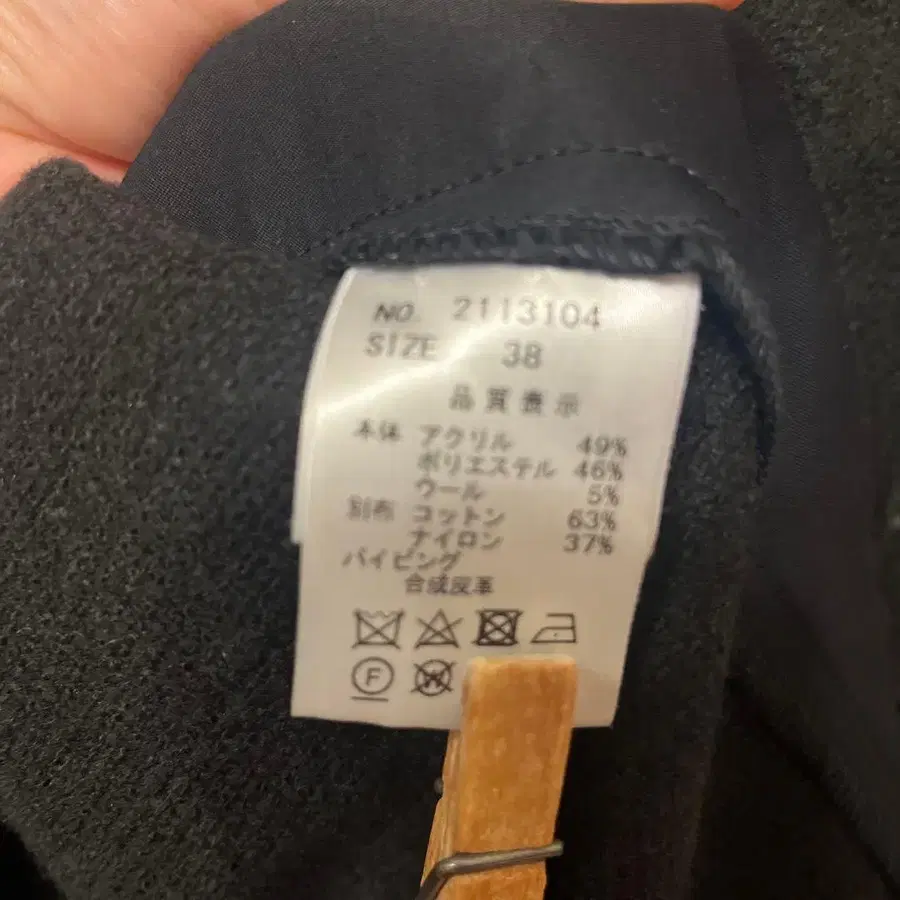 NO. 2113104
SIZE 38
品質表示
本体 アクリル 49%
ポリエステル 46%
ウール 5%
別布 コットン 63%
ナイロン 37%
パイピング
合成皮革
F
W